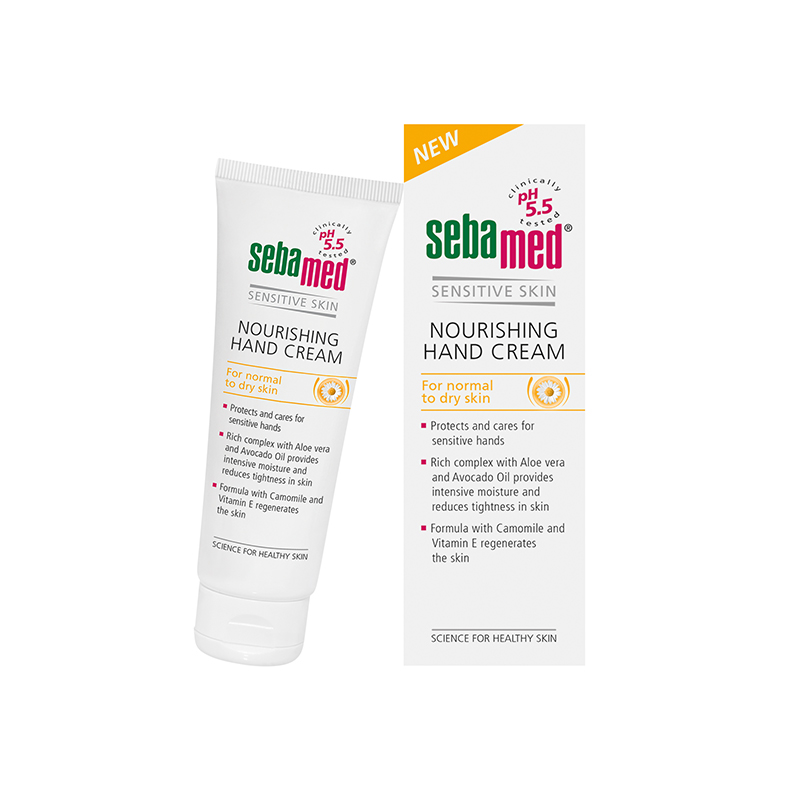 clinically
pH
5.5
tested
sebamed®
SENSITIVE SKIN
NOURISHING
HAND CREAM
For normal
to dry skin
Protects and cares for
sensitive hands
Rich complex with Aloe vera
and Avocado Oil provides
intensive moisture and
reduces tightness in skin
Formula with Camomile and
Vitamin E regenerates
the skin
SCIENCE FOR HEALTHY SKIN
NEW
clinically
pH
5.5
tested
sebamed®
SENSITIVE SKIN
NOURISHING
HAND CREAM
For normal
to dry skin
Protects and cares for
sensitive hands
Rich complex with Aloe vera
and Avocado Oil provides
intensive moisture and
reduces tightness in skin
Formula with Camomile and
Vitamin E regenerates
the skin
SCIENCE FOR HEALTHY SKIN